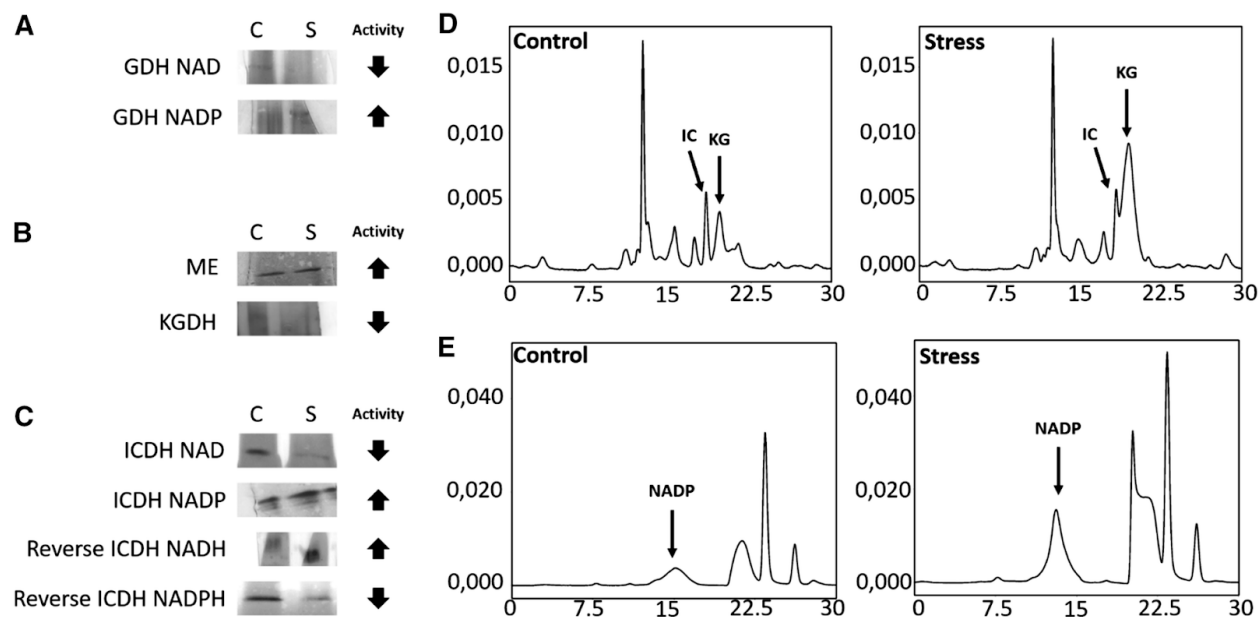 A
C S Activity
GDH NAD
GDH NADP
B
C S
ME
KGDH
C
C S Activity
ICDH NAD
ICDH NADP
Reverse ICDH NADH
Reverse ICDH NADPH
D
Control
0,015
0,010
0,005
0,000
IC KG
0 7.5 15 22.5 30
Stress
0,015
0,010
0,005
0,000
IC KG
0 7.5 15 22.5 30
E
Control
0,040
0,020
0,000
NADP
0 7.5 15 22.5 30
Stress
0,040
0,020
0,000
NADP
0 7.5 15 22.5 30